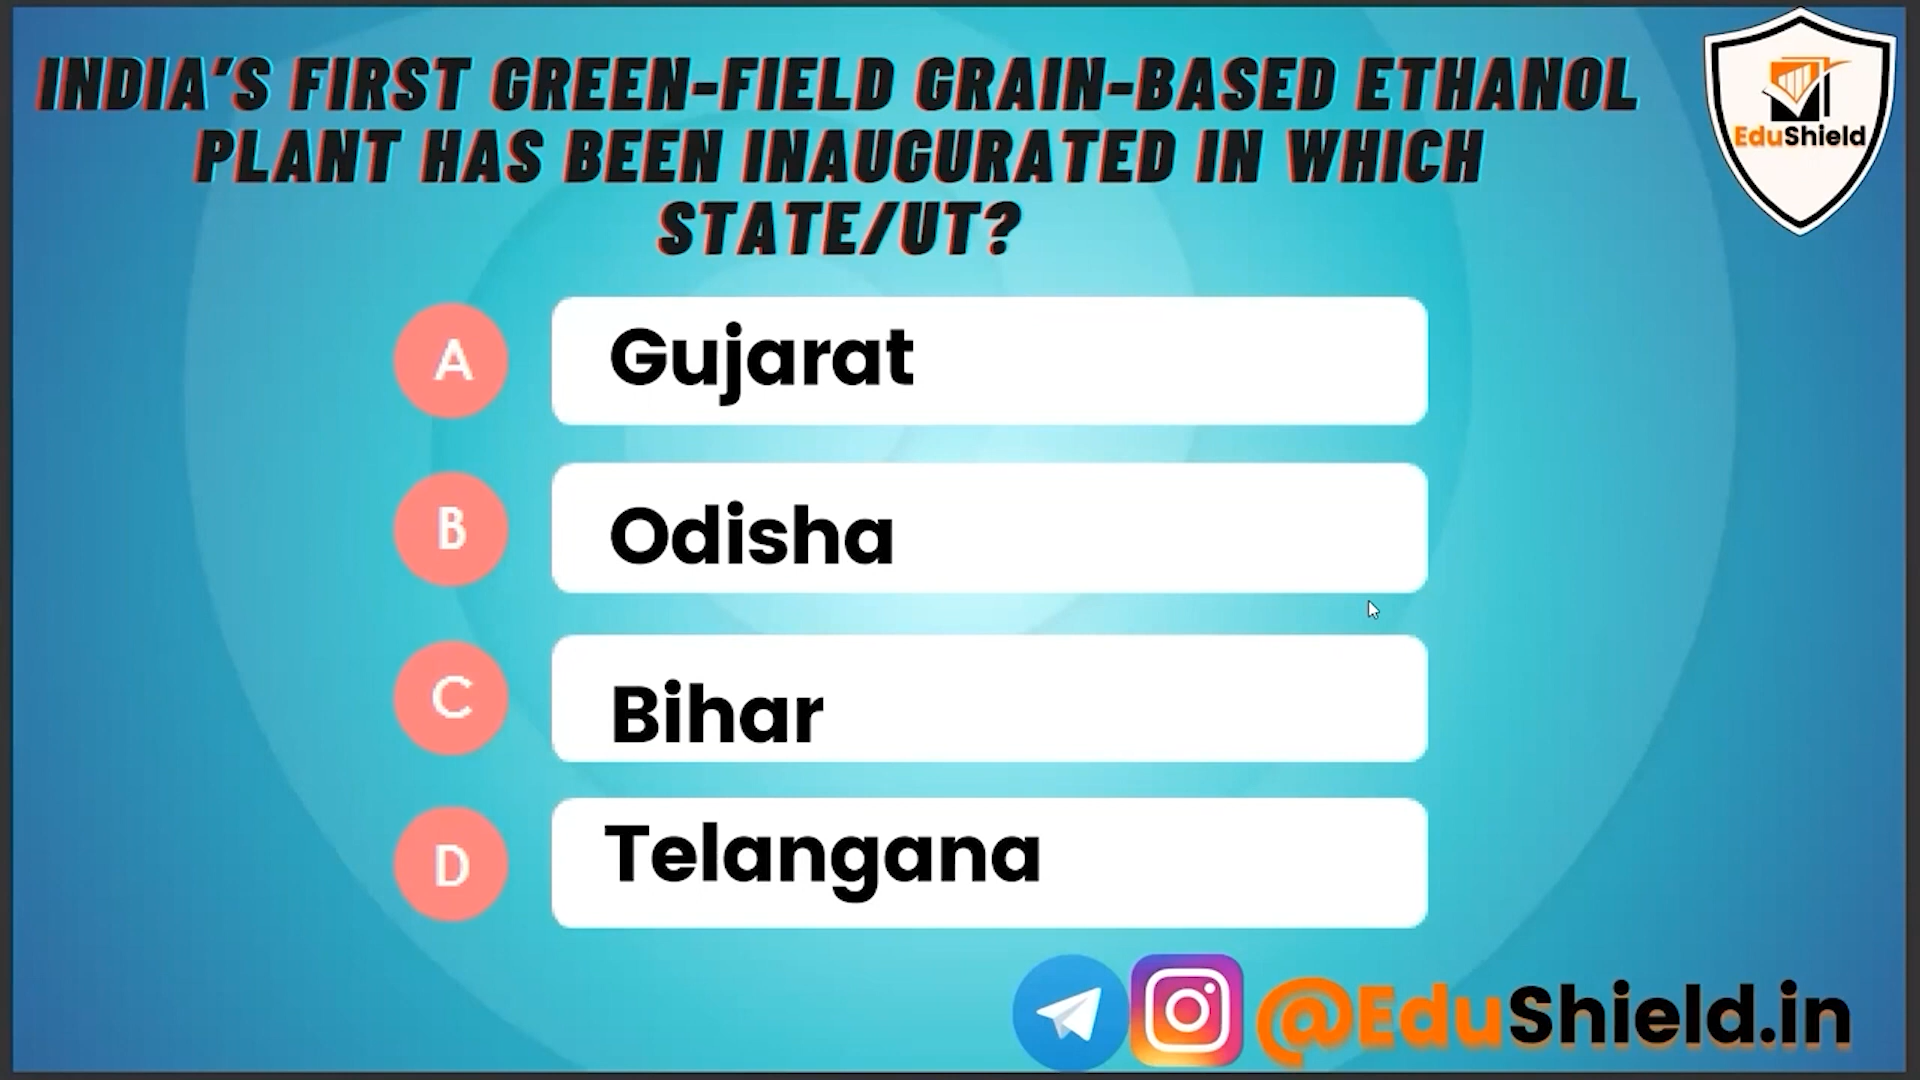 INDIA'S FIRST GREEN-FIELD GRAIN-BASED ETHANOL
PLANT HAS BEEN INAUGURATED IN WHICH
STATE/UT?
EduShield
A Gujarat
B Odisha
C Bihar
D Telangana
@EduShield.in